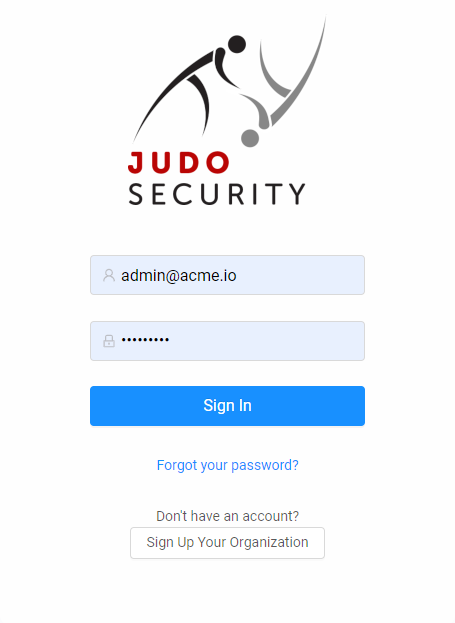 JUDO
SECURITY
admin@acme.io
•••••••••
Sign In
Forgot your password?
Don't have an account?
Sign Up Your Organization